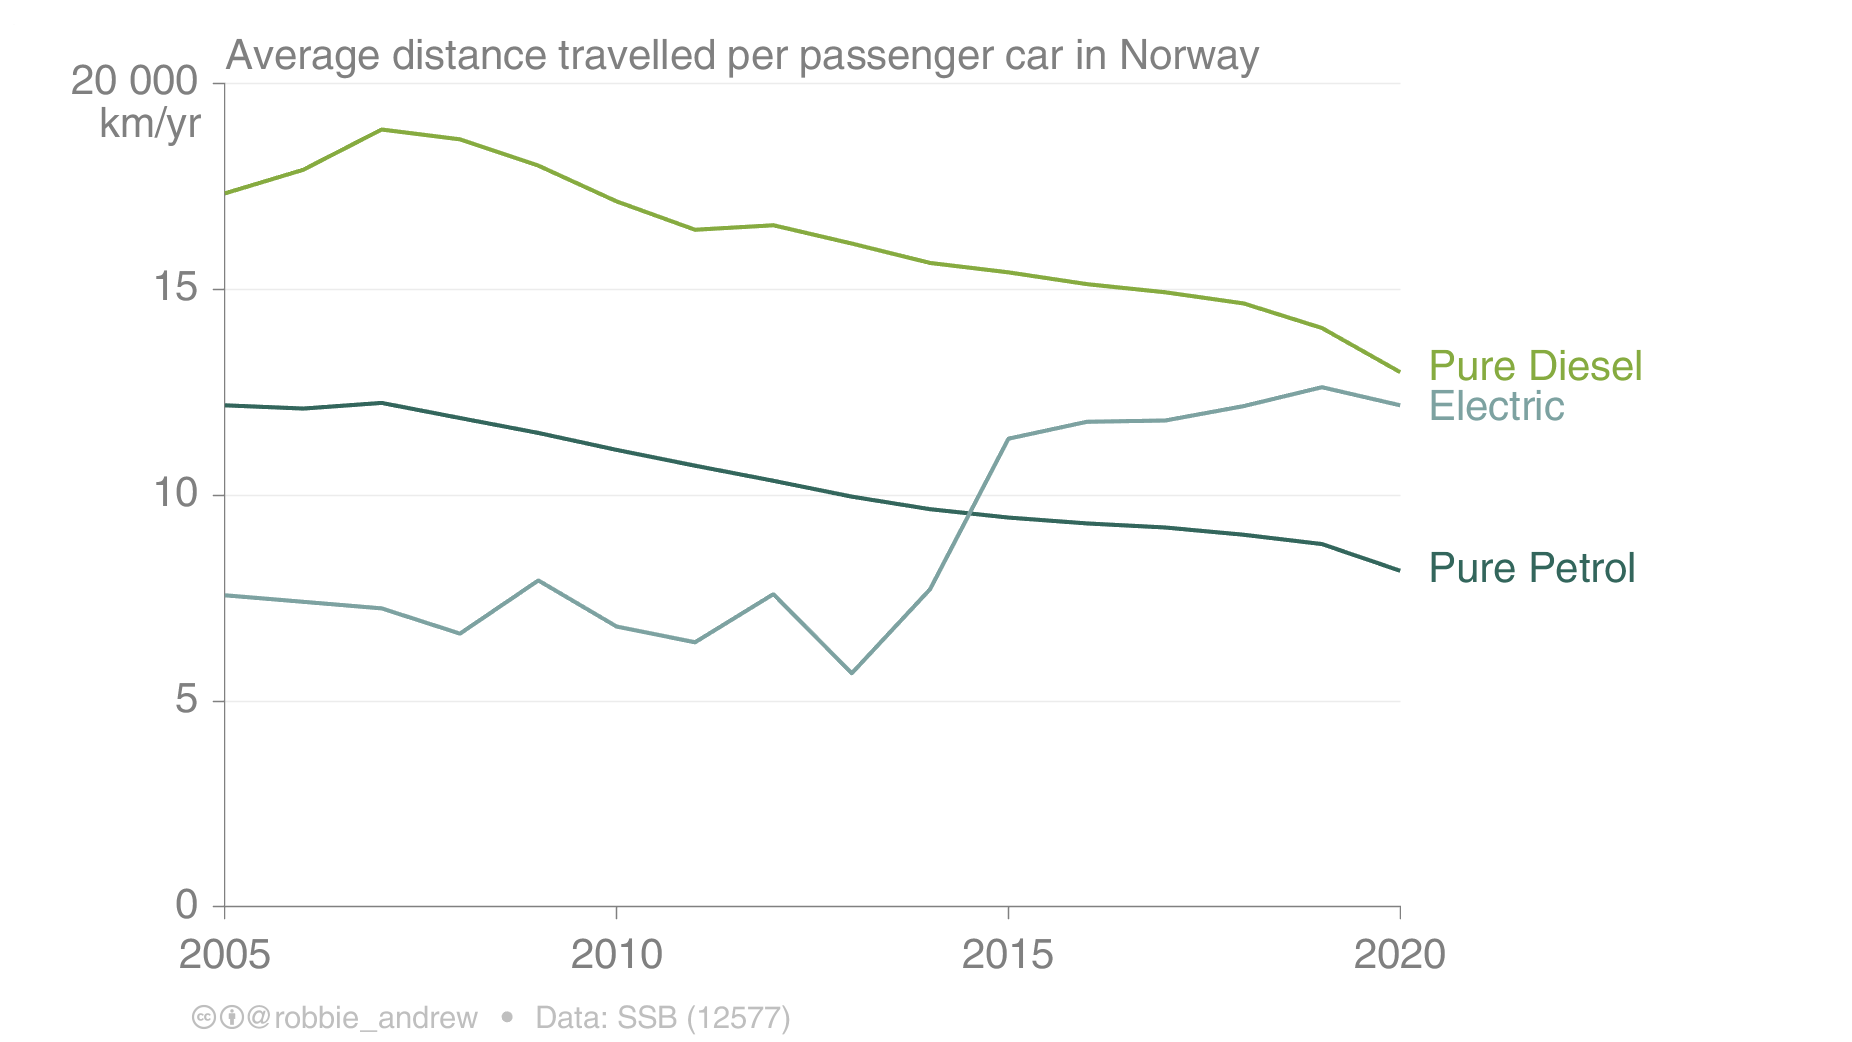 Average distance travelled per passenger car in Norway
20 000
km/yr
15
10
5
0
Pure Diesel
Electric
Pure Petrol
2005 2010 2015 2020
@robbie_andrew • Data: SSB (12577)